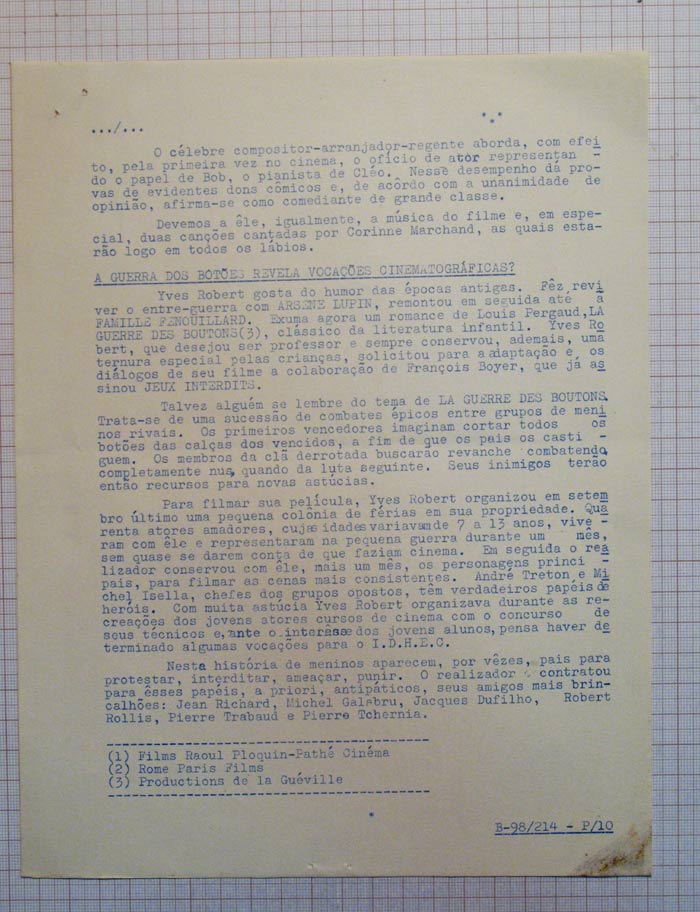 .../...
O célebre compositor-arranjador-regente aborda, com efei
to, pela primeira vez no cinema, o ofício de ator representan -
do o papel de Bob, o pianista de Cléo. Nesse desempenho dá pro-
vas de evidentes dons cômicos e, de acôrdo com a unanimidade de
opinião, afirma-se como comediante de grande classe.
Devemos a êle, igualmente, a música do filme e, em espe-
cial, duas canções cantadas por Corinne Marchand, as quais esta-
rão logo em todos os lábios.
A GUERRA DOS BOTÕES REVELA VOCAÇÕES CINEMATOGRÁFICAS?
Yves Robert gosta do humor das épocas antigas. Fêz revi
ver o entre-guerra com ARSENE LUPIN, remontou em seguida até à
FAMILLE FENOUILLARD. Exuma agora um romance de Louis Pergaud,LA
GUERRE DES BOUTONS(3), clássico da literatura infantil. Yves Ro
bert, que desejou ser professor e sempre conservou, ademais, uma
ternura especial pelas crianças, solicitou para a adaptação e os
diálogos de seu filme a colaboração de François Boyer, que já as
sinou JEUX INTERDITS.
Talvez alguém se lembre do tema de LA GUERRE DES BOUTONS.
Trata-se de uma sucessão de combates épicos entre grupos de meni
nos rivais. Os primeiros vencedores imaginam cortar todos os
botões das calças dos vencidos, a fim de que os pais os casti -
guem. Os membros da clã derrotada buscarão revanche combatendo,
completamente nus, quando da luta seguinte. Seus inimigos terão
então recursos para novas astúcias.
Para filmar sua película, Yves Robert organizou em setem
bro último uma pequena colônia de férias em sua propriedade. Qua
renta atores amadores, cujas idades variavam de 7 a 13 anos, vive -
ram com êle e representaram na pequena guerra durante um mês,
sem quase se darem conta de que faziam cinema. Em seguida o rea
lizador conservou com êle, mais um mês, os personagens princi -
pais, para filmar as cenas mais consistentes. André Treton e Mi
chel Isella, chefes dos grupos opostos, têm verdadeiros papéis de
heróis. Com muita astúcia Yves Robert organizava durante as re-
creações dos jovens atores cursos de cinema com o concurso de
seus técnicos e, ante o interêsse dos jovens alunos, pensa haver de
terminado algumas vocações para o I.D.H.E.C.
Nesta história de meninos aparecem, por vêzes, pais para
protestar, interditar, ameaçar, punir. O realizador contratou
para êsses papéis, a priori, antipáticos, seus amigos mais brin-
calhões: Jean Richard, Michel Galabru, Jacques Dufilho, Robert
Rollis, Pierre Trabaud e Pierre Tchernia.
(1) Films Raoul Ploquin-Pathé Cinéma
(2) Rome Paris Films
(3) Productions de la Guéville
B-98/214 - P/10